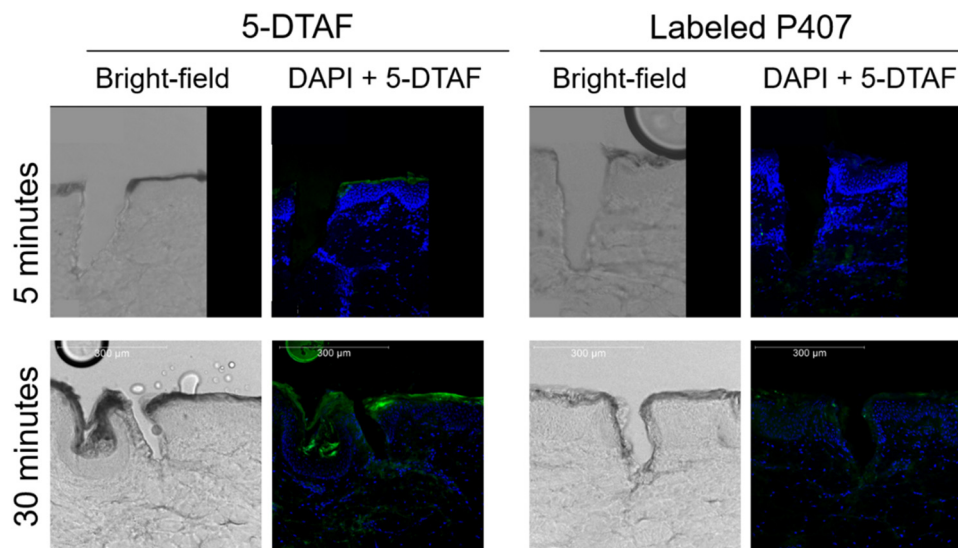 5-DTAF Labeled P407
Bright-field DAPI + 5-DTAF Bright-field DAPI + 5-DTAF
5 minutes
30 minutes
300 µm 300 µm 300 µm 300 µm